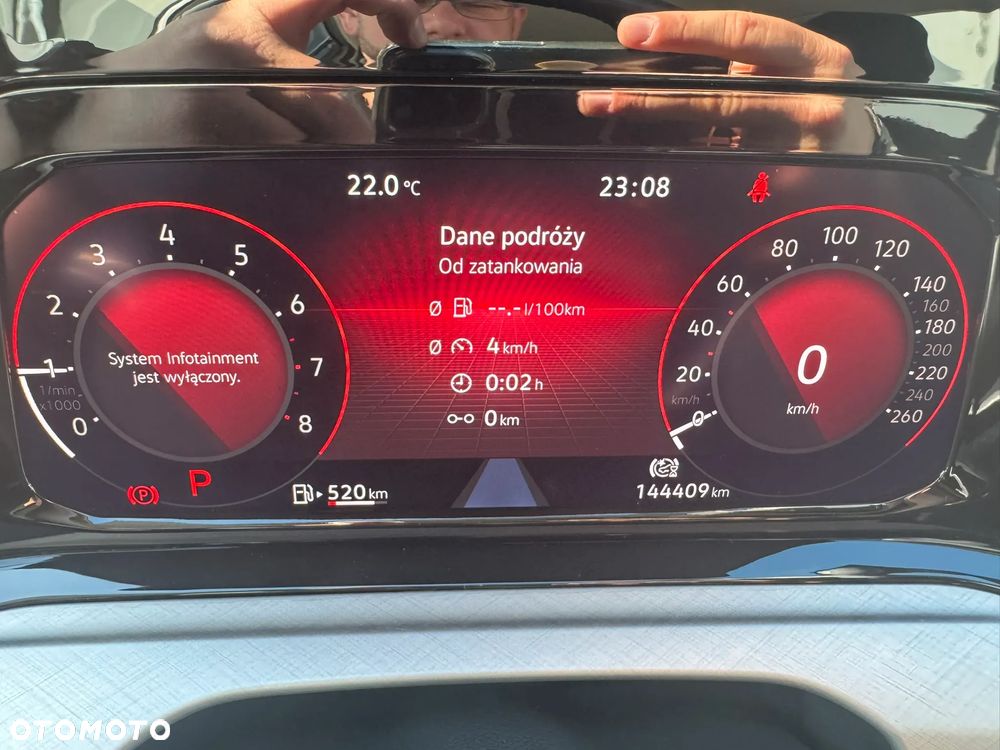 22.0 °C
23:08
Dane podróży
Od zatankowania
Ø --.- l/100km
Ø 4 km/h
0:02 h
0 km
0
1
2
3
4
5
6
7
8
1/min
x1000
System Infotainment
jest wyłączony.
(P)
P
520 km
0
20
40
60
80
100
120
140
160
180
200
220
240
260
km/h
0
km/h
144409 km
OTOMOTO